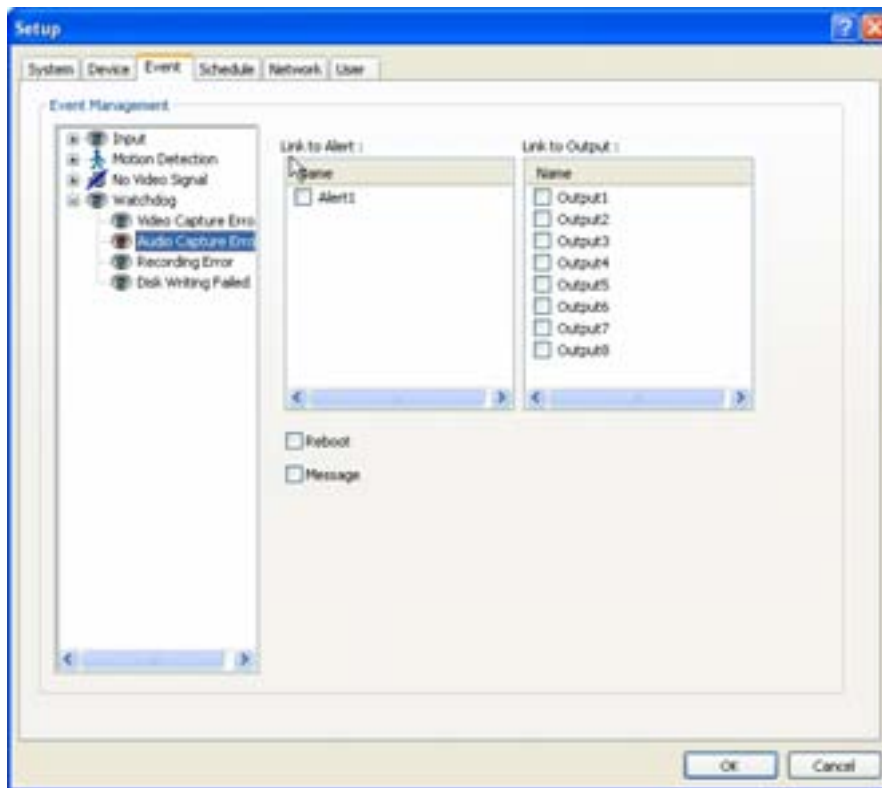 Setup
System Device Event Schedule Network User
Event Management
Input
Motion Detection
No Video Signal
Watchdog
Video Capture Erro
Audio Capture Erro
Recording Error
Disk Writing Failed
Link to Alert :
Name
Alert1
Link to Output :
Name
Output1
Output2
Output3
Output4
Output5
Output6
Output7
Output8
Reboot
Message
OK Cancel